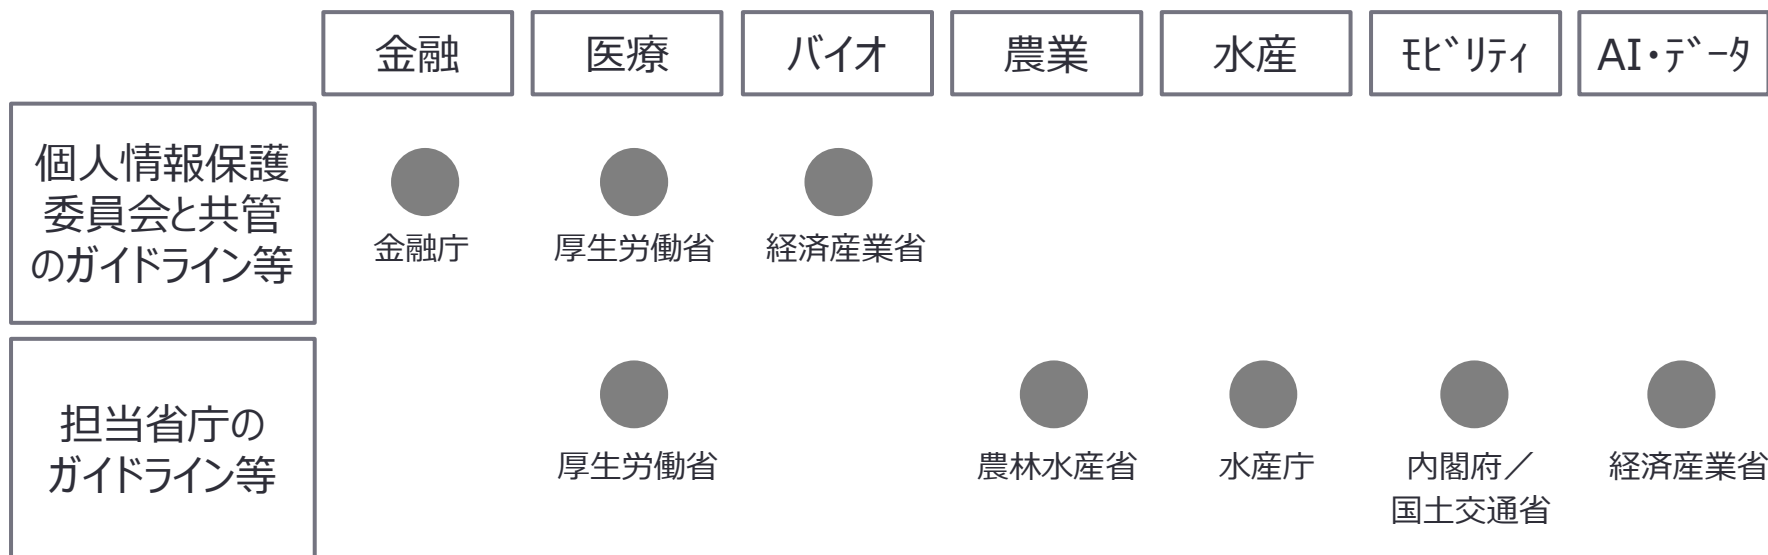 金融 医療 バイオ 農業 水産 ﾓﾋﾞﾘﾃｨ AI・ﾃﾞｰﾀ
個人情報保護
委員会と共管
のガイドライン等
金融庁 厚生労働省 経済産業省
担当省庁の
ガイドライン等
厚生労働省 農林水産省 水産庁 内閣府／ 経済産業省
国土交通省